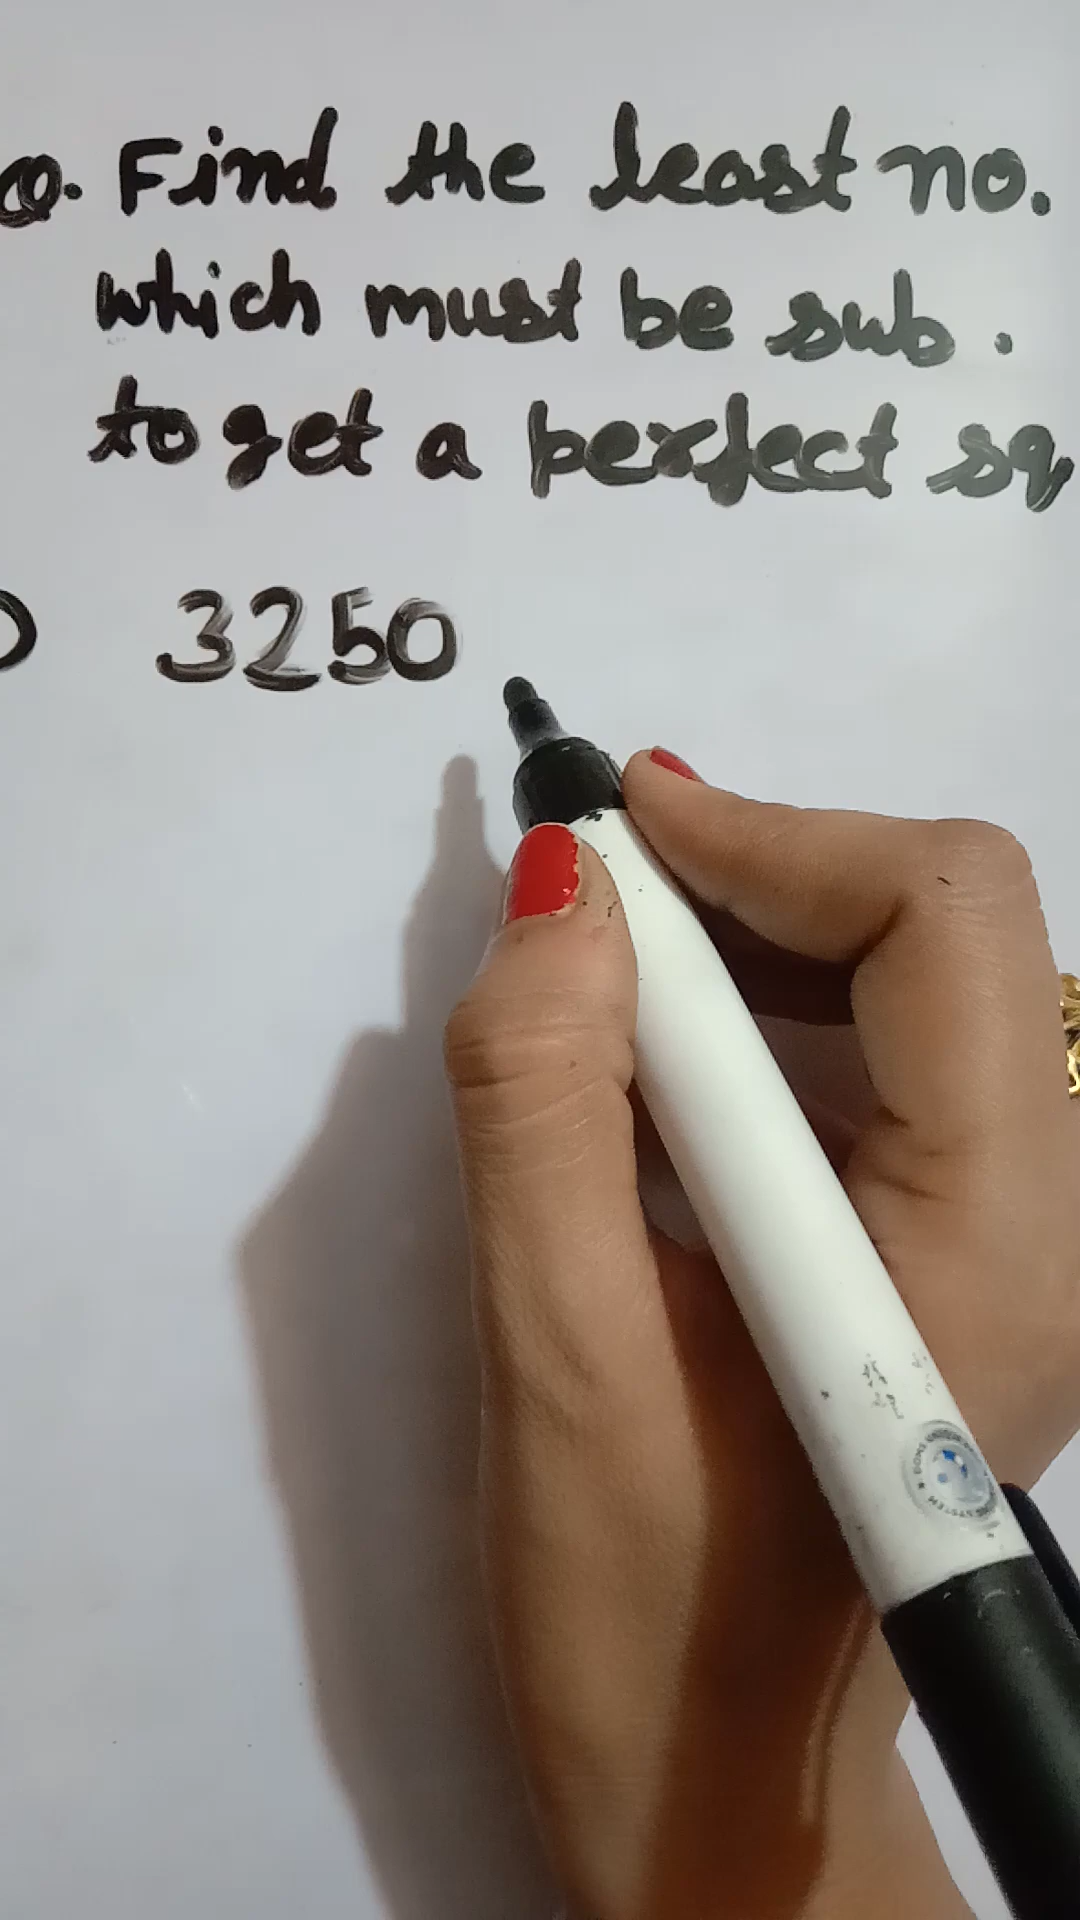 Q. Find the least no.
which must be sub.
to get a perfect sq
3250